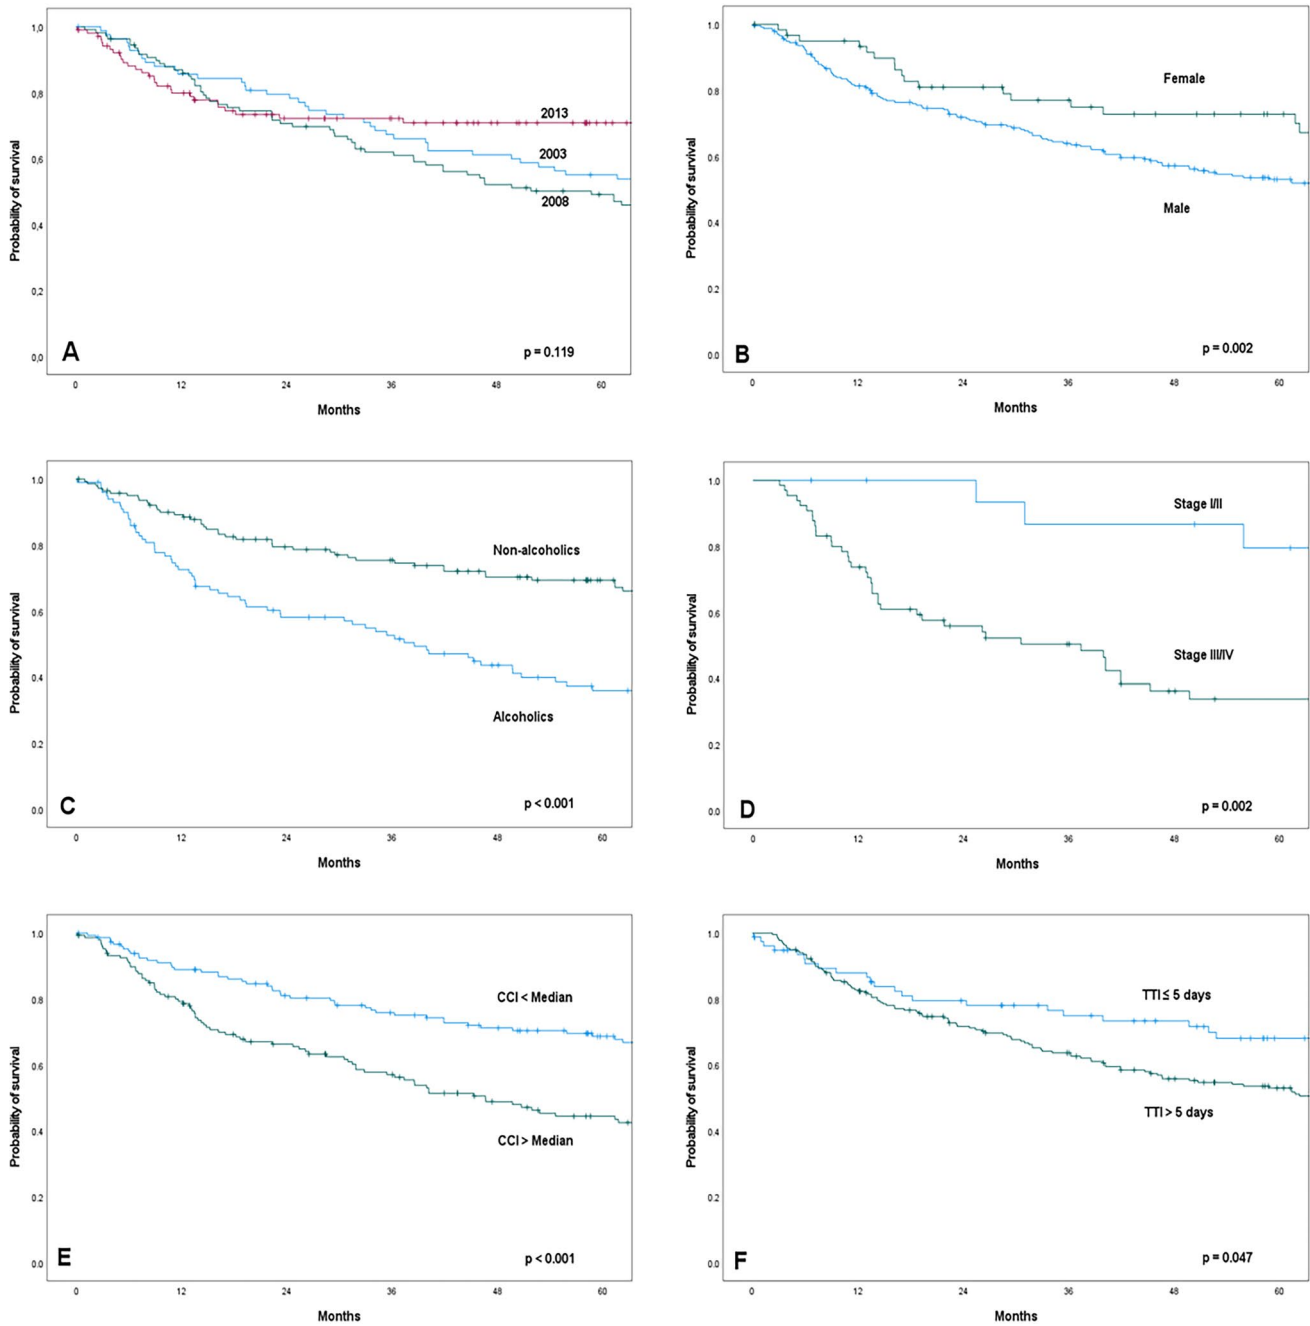 1,0
0,8
0,6
0,4
0,2
0,0
Probability of survival
2013
2003
2008
A
p = 0.119
0 12 24 36 48 60
Months
1.0
0.8
0.6
0.4
0.2
0.0
Probability of survival
Female
Male
B
p = 0.002
0 12 24 36 48 60
Months
1.0
0.8
0.6
0.4
0.2
0.0
Probability of survival
Non-alcoholics
Alcoholics
C
p < 0.001
0 12 24 36 48 60
Months
1.0
0.8
0.6
0.4
0.2
0.0
Probability of survival
Stage I/II
Stage III/IV
D
p = 0.002
0 12 24 36 48 60
Months
1.0
0.8
0.6
0.4
0.2
0.0
Probability of survival
CCI < Median
CCI > Median
E
p < 0.001
0 12 24 36 48 60
Months
1.0
0.8
0.6
0.4
0.2
0.0
Probability of survival
TTI ≤ 5 days
TTI > 5 days
F
p = 0.047
0 12 24 36 48 60
Months